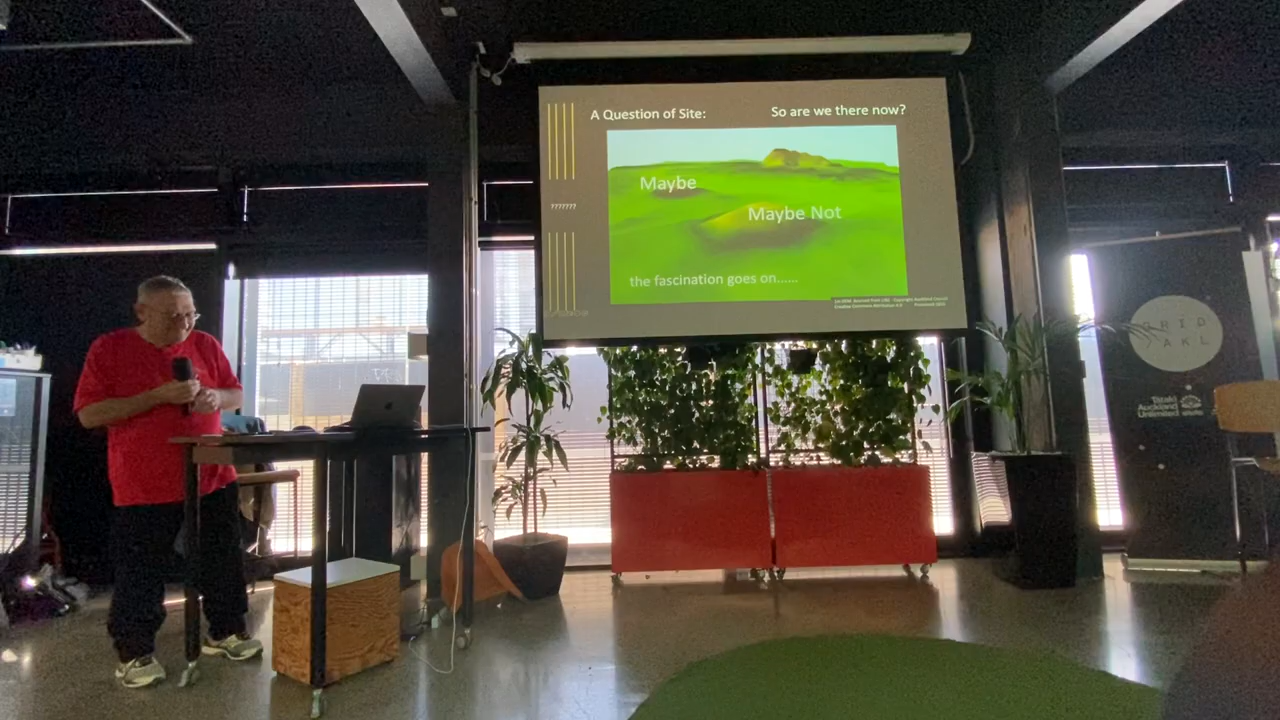 A Question of Site:
So are we there now?
Maybe
Maybe Not
???????
the fascination goes on......
GRID
AKL
Tātaki
Auckland
Unlimited